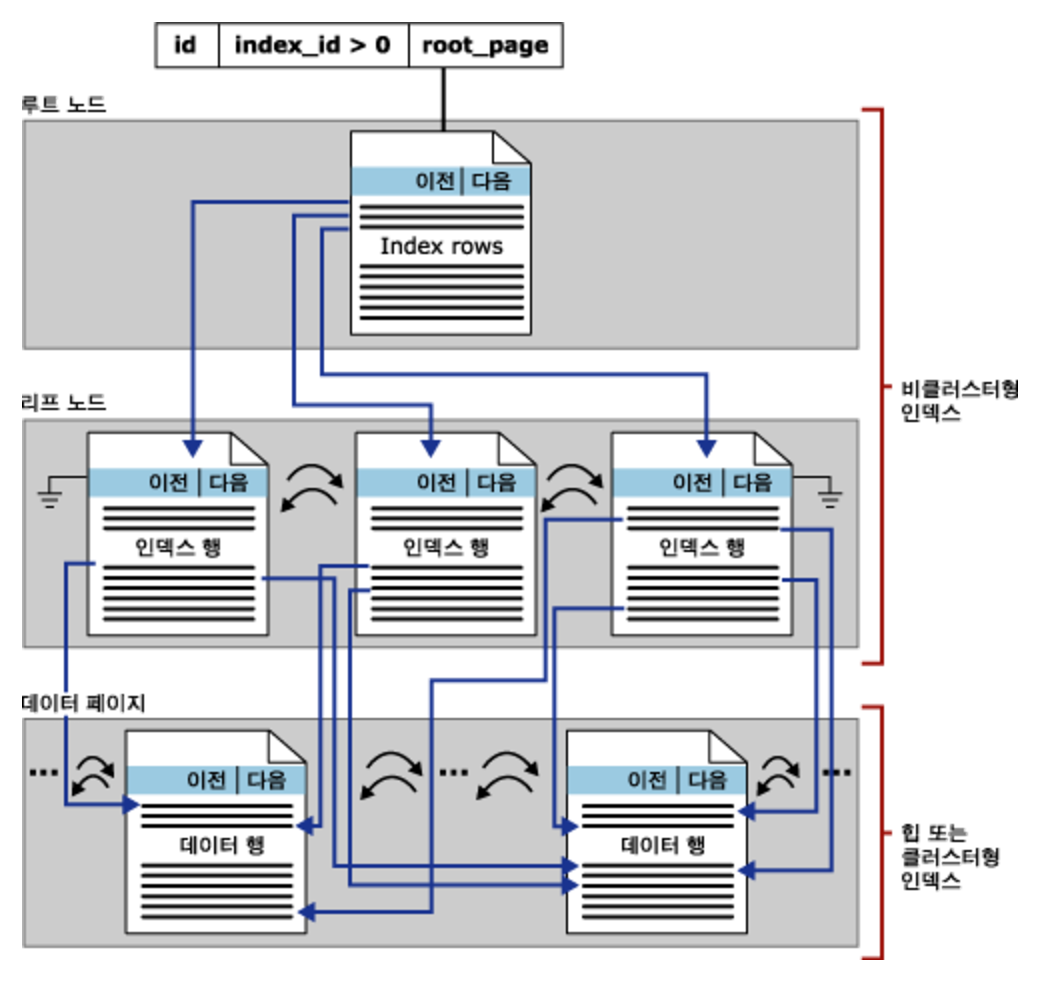 id index_id > 0 root_page
루트 노드
이전 다음
Index rows
비클러스터형
인덱스
리프 노드
이전 다음 이전 다음 이전 다음
인덱스 행 인덱스 행 인덱스 행
데이터 페이지
... ... ...
이전 다음 이전 다음
데이터 행 데이터 행
힙 또는
클러스터형
인덱스